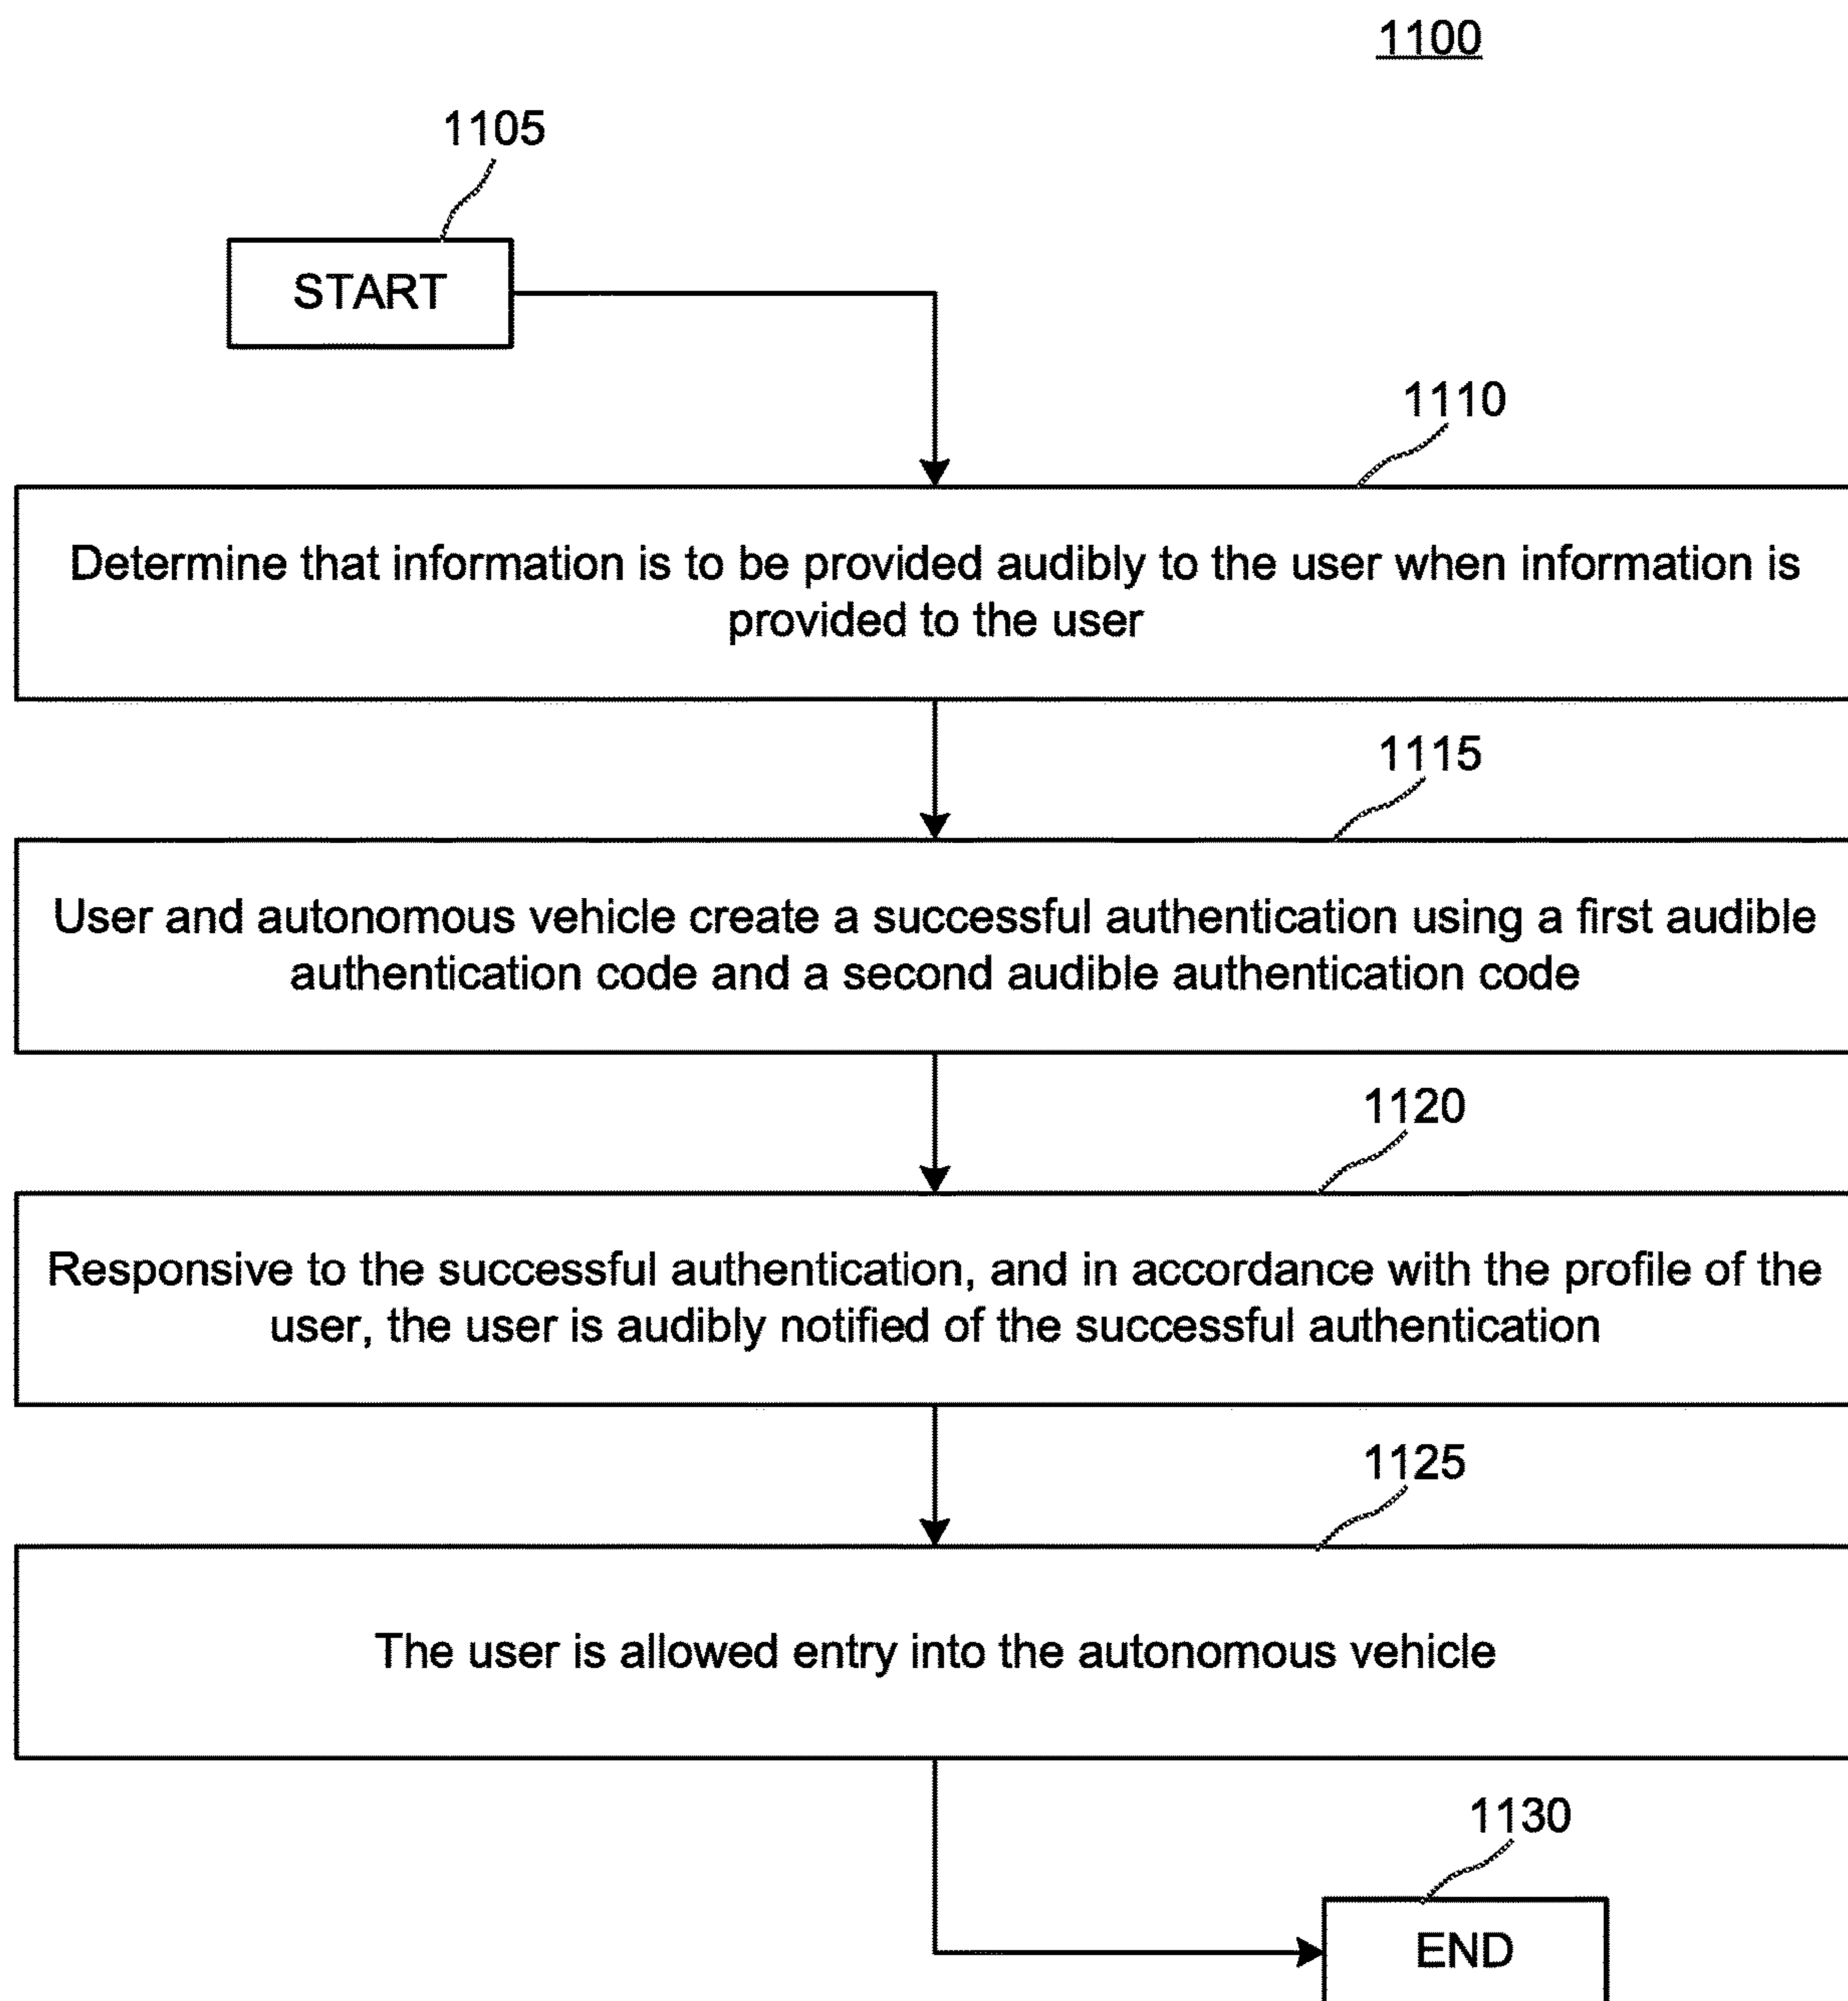 1100
1105
START
1110
Determine that information is to be provided audibly to the user when information is
provided to the user
1115
User and autonomous vehicle create a successful authentication using a first audible
authentication code and a second audible authentication code
1120
Responsive to the successful authentication, and in accordance with the profile of the
user, the user is audibly notified of the successful authentication
1125
The user is allowed entry into the autonomous vehicle
1130
END